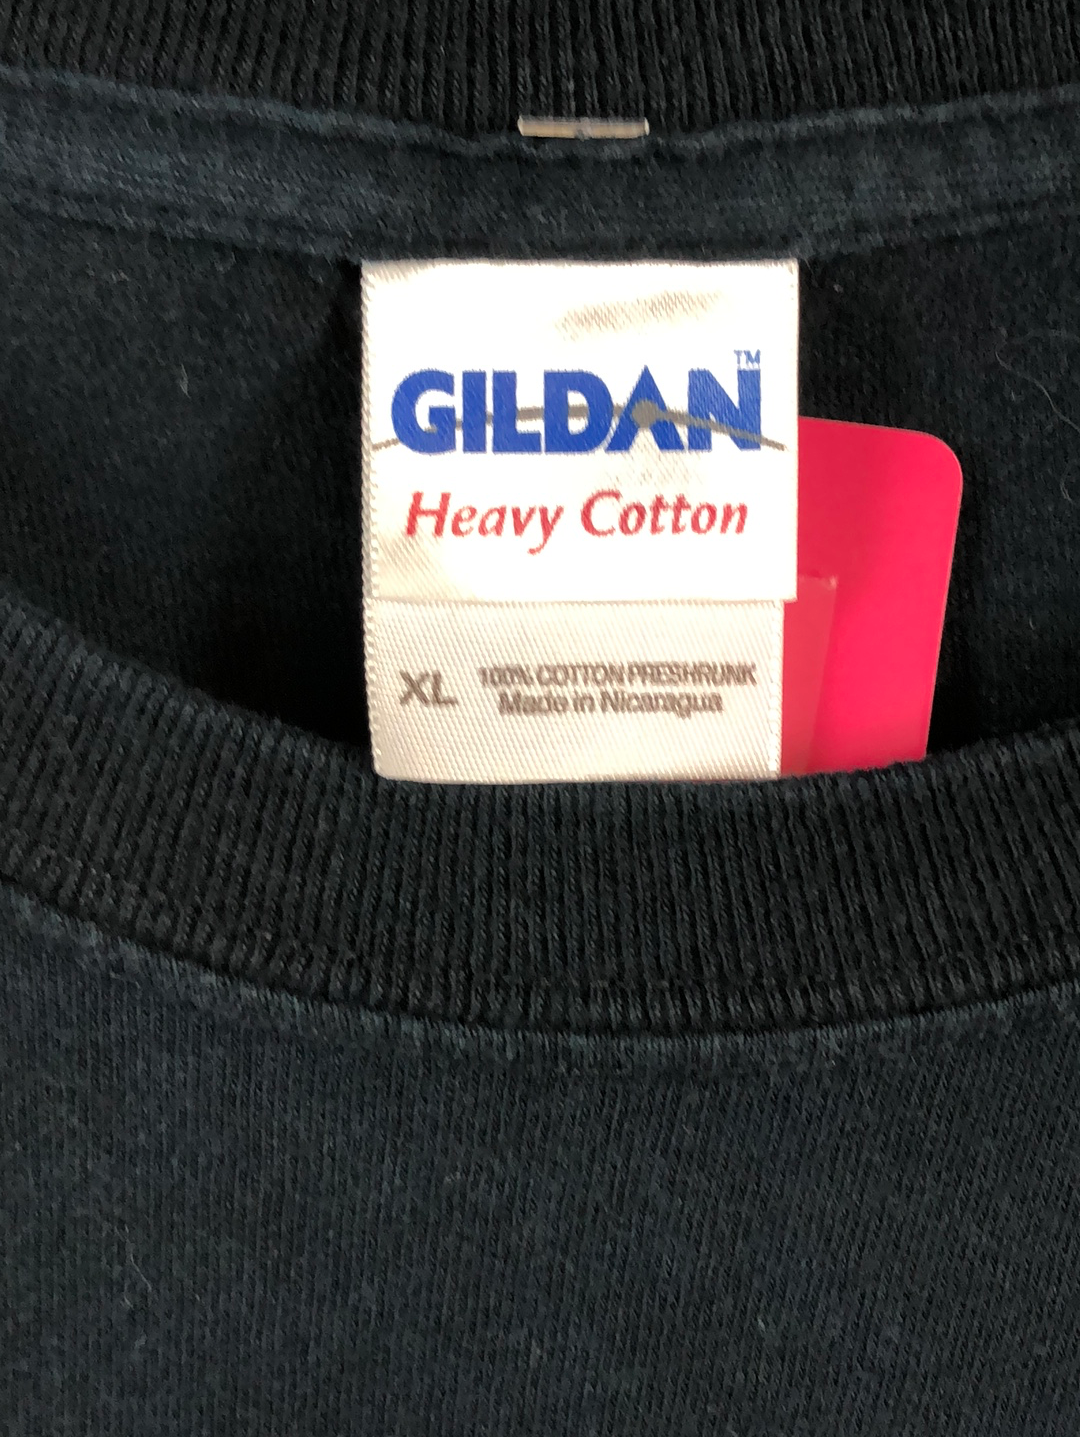 GILDAN™
Heavy Cotton
XL 100% COTTON PRESHRUNK
Made in Nicaragua